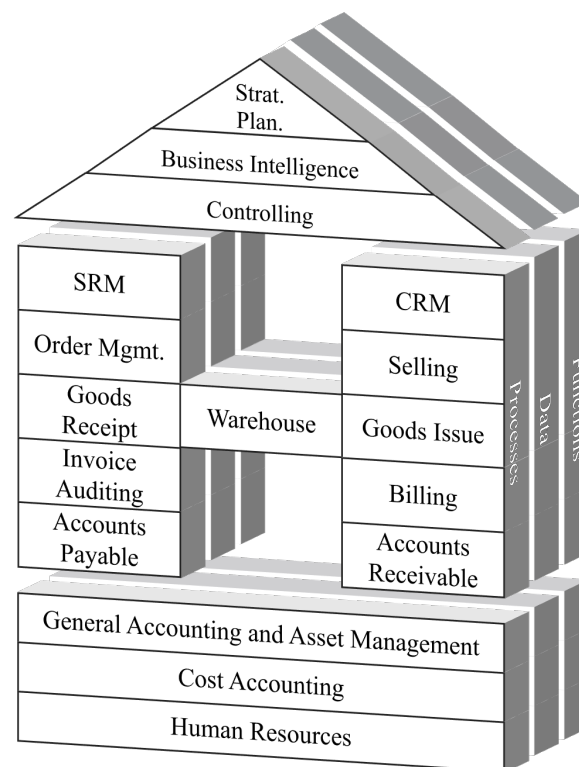 Strat.
Plan.
Business Intelligence
Controlling
SRM
Order Mgmt.
Goods
Receipt
Invoice
Auditing
Accounts
Payable
Warehouse
CRM
Selling
Goods Issue
Billing
Accounts
Receivable
Processes
Data
Functions
General Accounting and Asset Management
Cost Accounting
Human Resources